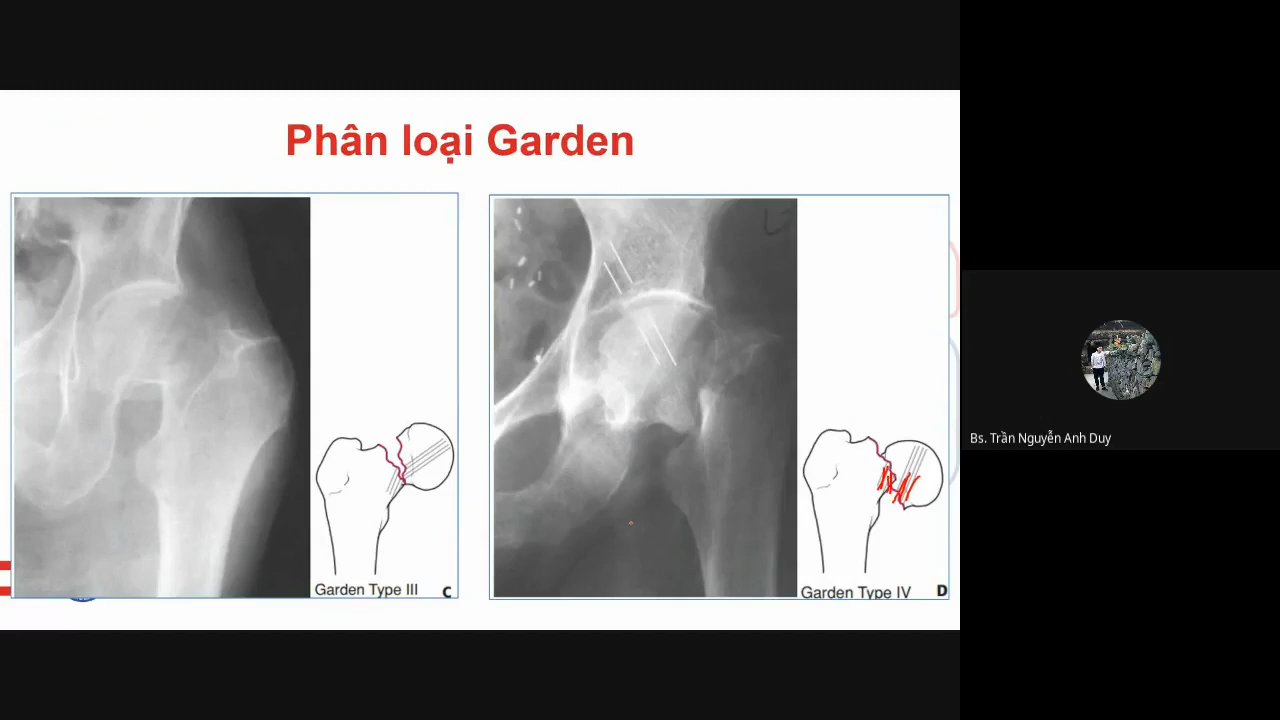 Phân loại Garden
Garden Type III
C
Garden Type IV
D
Bs. Trần Nguyễn Anh Duy